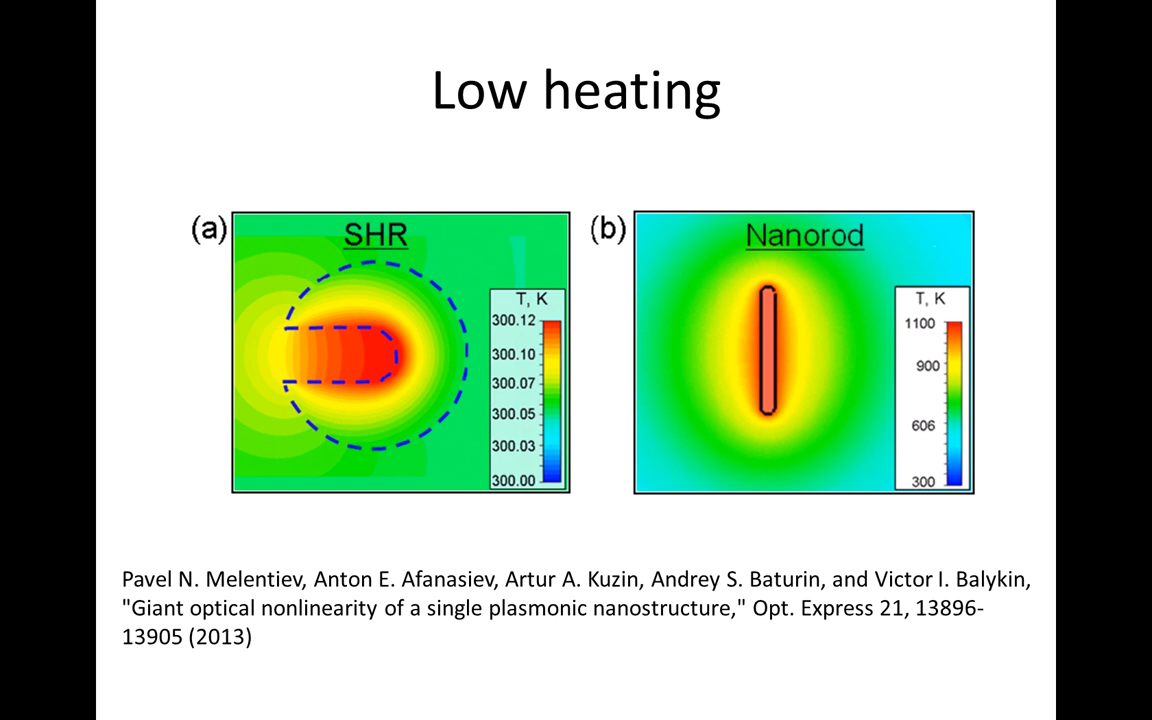 Low heating
(a)
SHR
T, K
300.12
300.10
300.07
300.05
300.03
300.00
(b)
Nanorod
T, K
1100
900
606
300
Pavel N. Melentiev, Anton E. Afanasiev, Artur A. Kuzin, Andrey S. Baturin, and Victor I. Balykin,
"Giant optical nonlinearity of a single plasmonic nanostructure," Opt. Express 21, 13896-
13905 (2013)